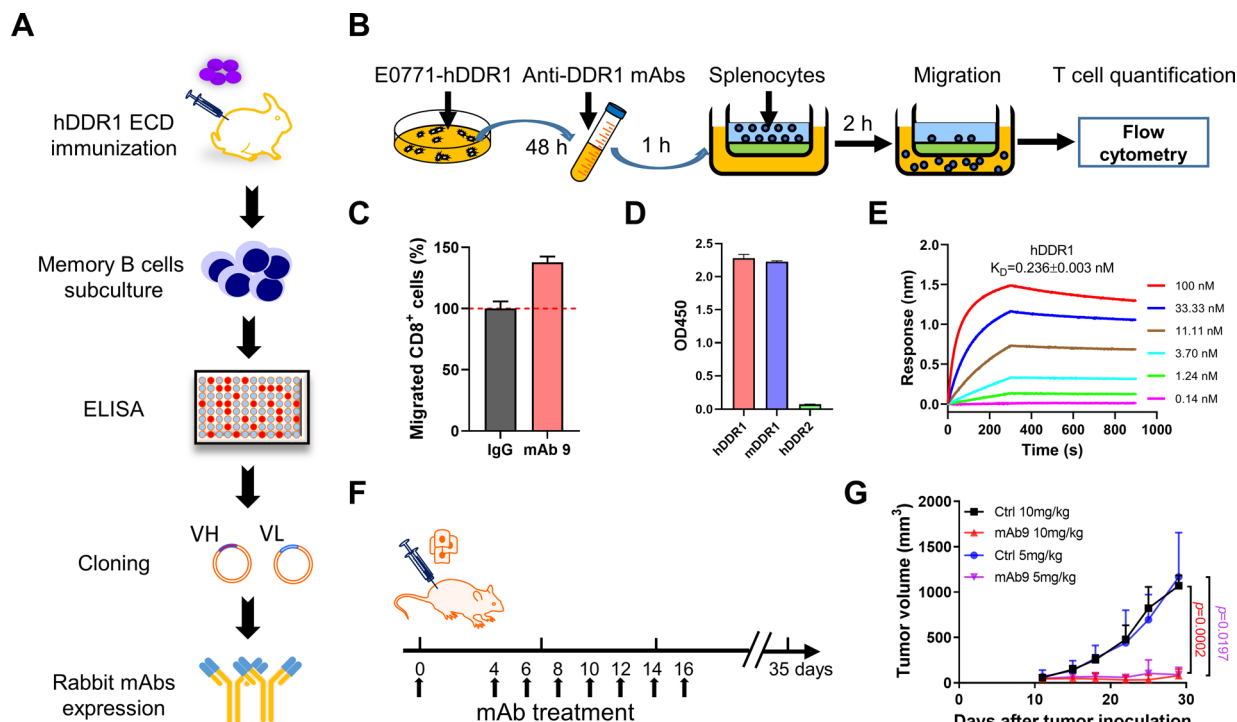 A
hDDR1 ECD
immunization
Memory B cells
subculture
ELISA
Cloning
VH
VL
Rabbit mAbs
expression
B
E0771-hDDR1
Anti-DDR1 mAbs
Splenocytes
Migration
T cell quantification
48 h
1 h
2 h
Flow
cytometry
C
Migrated CD8⁺ cells (%)
150
100
50
0
IgG
mAb 9
D
OD450
2.5
2.0
1.5
1.0
0.5
0.0
hDDR1
mDDR1
hDDR2
E
hDDR1
K_D=0.236±0.003 nM
Response (nm)
2.0
1.5
1.0
0.5
0.0
0
200
400
600
800
1000
Time (s)
100 nM
33.33 nM
11.11 nM
3.70 nM
1.24 nM
0.14 nM
F
0
4
6
8
10
12
14
16
35 days
mAb treatment
G
Tumor volume (mm³)
2000
1500
1000
500
0
0
10
20
30
Ctrl 10mg/kg
mAb9 10mg/kg
Ctrl 5mg/kg
mAb9 5mg/kg
p=0.0002
p=0.0197
Days after tumor inoculation